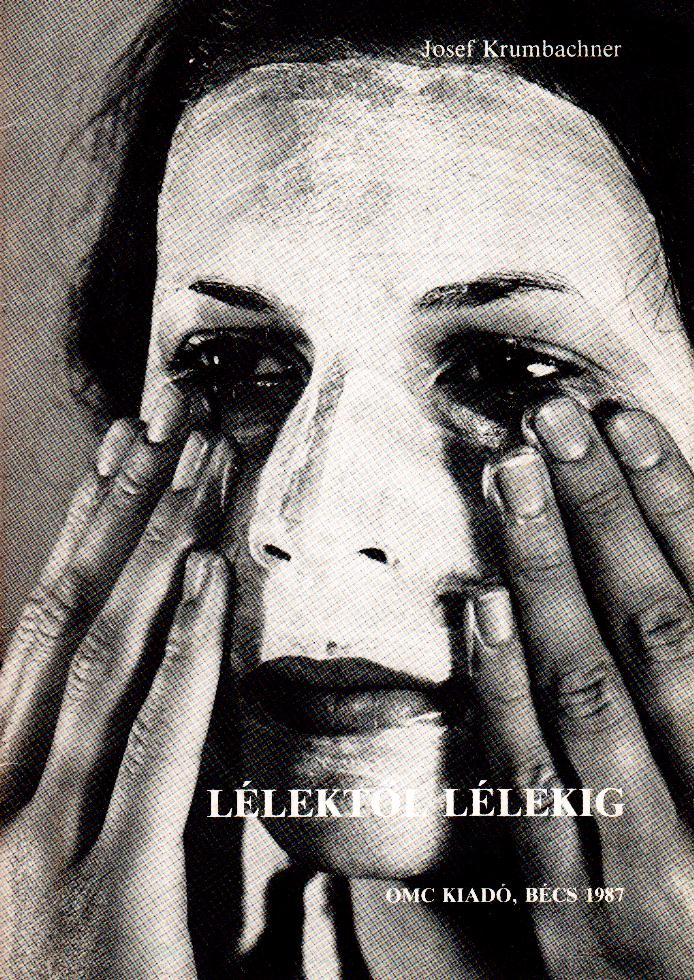 Josef Krumbachner
LÉLEKTŐL LÉLEKIG
OMC KIADÓ, BÉCS 1987